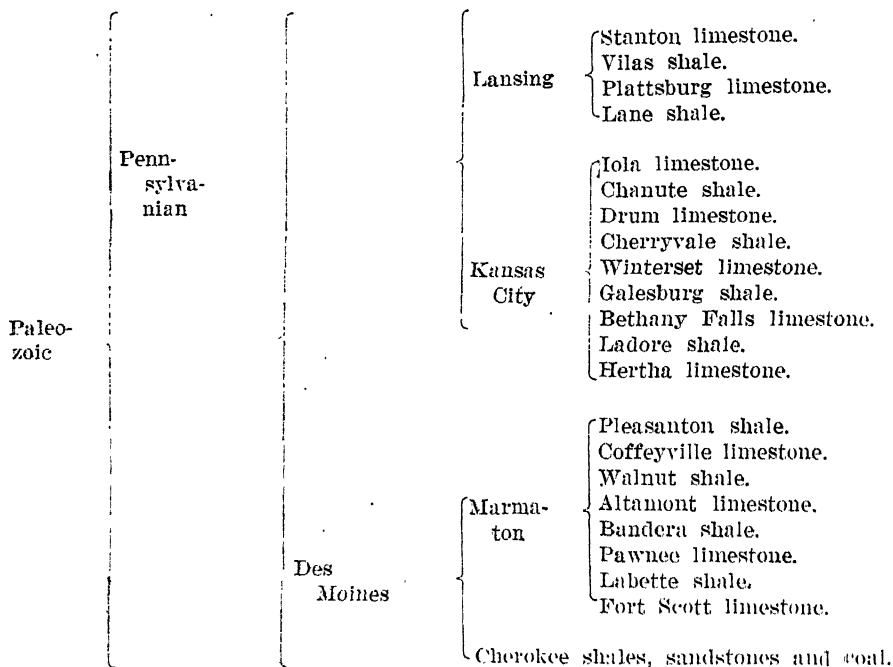 Stanton limestone.
Vilas shale.
Lansing
Plattsburg limestone.
Lane shale.
Penn-
sylva-
nian
Iola limestone.
Chanute shale.
Drum limestone.
Cherryvale shale.
Kansas
City
Winterset limestone.
Galesburg shale.
Bethany Falls limestone.
Ladore shale.
Hertha limestone.
Paleo-
zoic
Pleasanton shale.
Coffeyville limestone.
Walnut shale.
Marma-
ton
Altamont limestone.
Bandera shale.
Pawnee limestone.
Labette shale.
Fort Scott limestone.
Des
Moines
Cherokee shales, sandstones and coal.